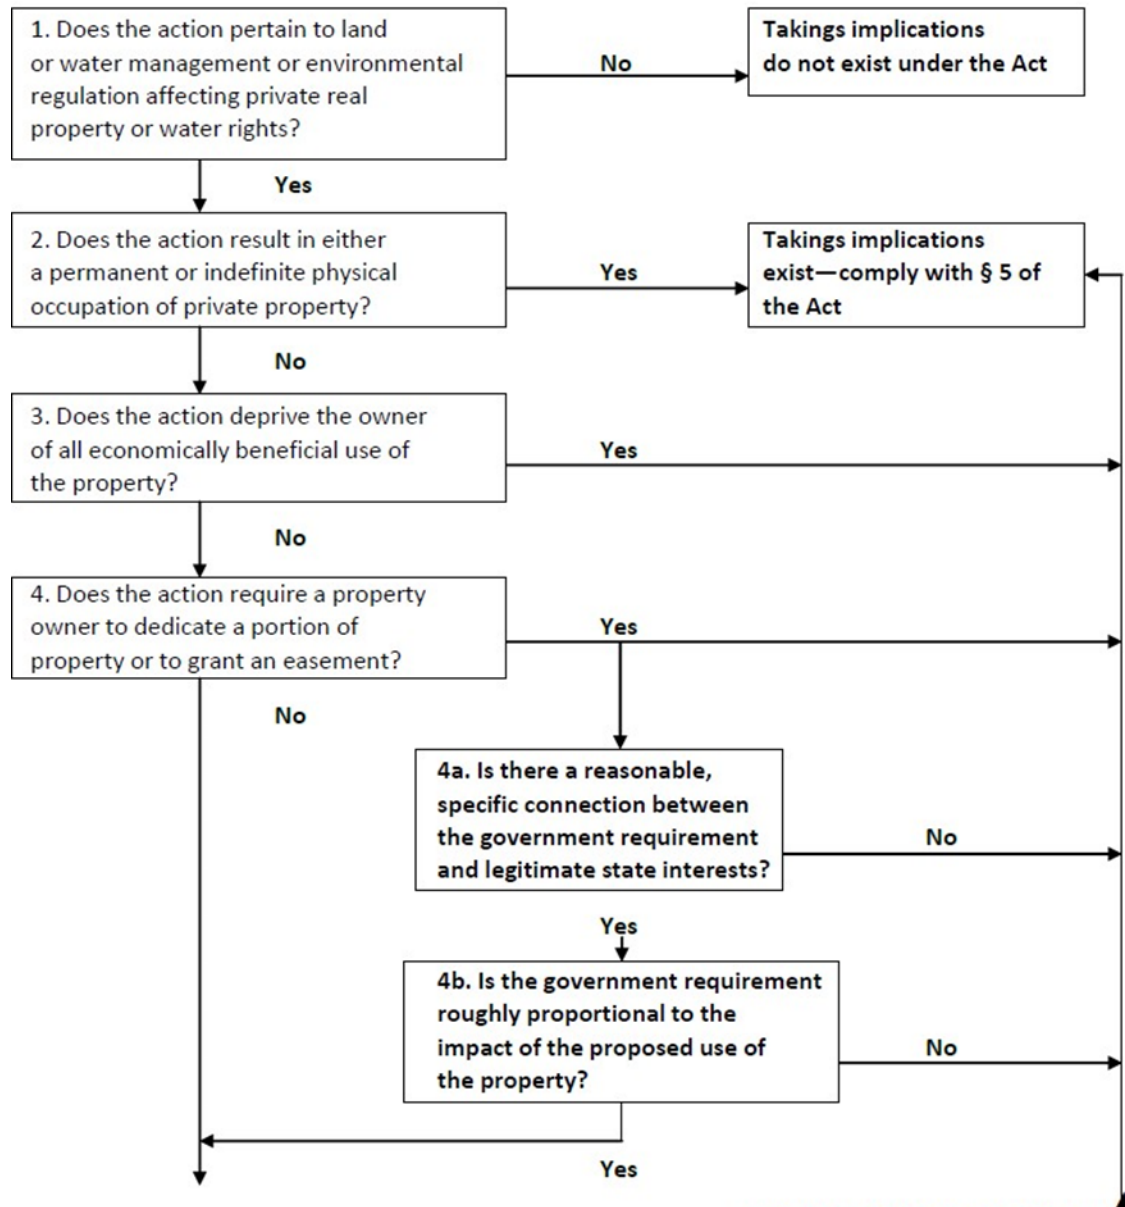 1. Does the action pertain to land
or water management or environmental
regulation affecting private real
property or water rights?
No
Takings implications
do not exist under the Act
Yes
2. Does the action result in either
a permanent or indefinite physical
occupation of private property?
Yes
Takings implications
exist—comply with § 5 of
the Act
No
3. Does the action deprive the owner
of all economically beneficial use of
the property?
Yes
No
4. Does the action require a property
owner to dedicate a portion of
property or to grant an easement?
Yes
No
4a. Is there a reasonable,
specific connection between
the government requirement
and legitimate state interests?
No
Yes
4b. Is the government requirement
roughly proportional to the
impact of the proposed use of
the property?
No
Yes